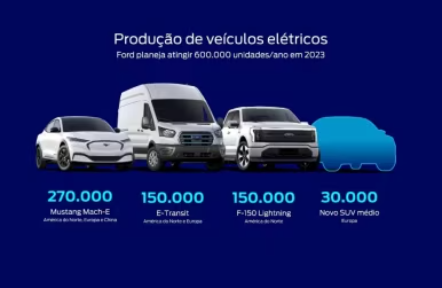 Produção de veículos elétricos
Ford planeja atingir 600.000 unidades/ano em 2023
270.000
Mustang Mach-E
América do Norte, Europa e China
150.000
E-Transit
América do Norte e Europa
150.000
F-150 Lightning
América do Norte
30.000
Novo SUV médio
Europa